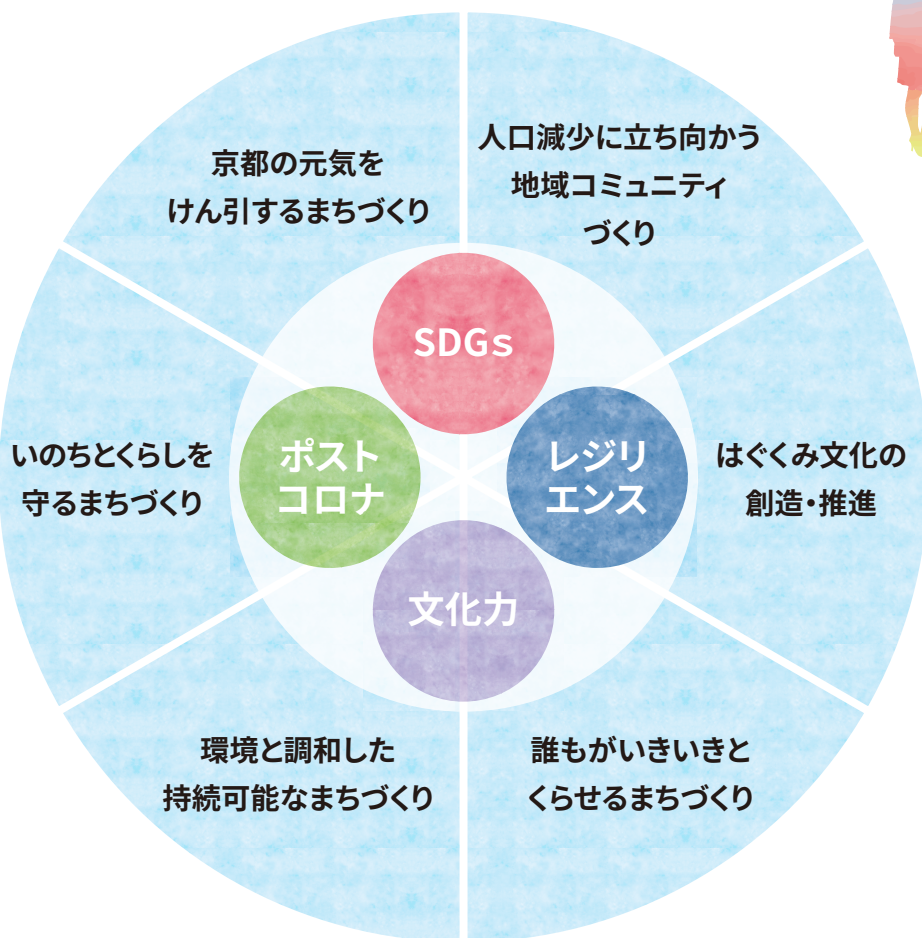 人口減少に立ち向かう
地域コミュニティ
づくり
京都の元気を
けん引するまちづくり
SDGs
ポスト
コロナ
レジリ
エンス
文化力
いのちとくらしを
守るまちづくり
はぐくみ文化の
創造・推進
環境と調和した
持続可能なまちづくり
誰もがいきいきと
くらせるまちづくり